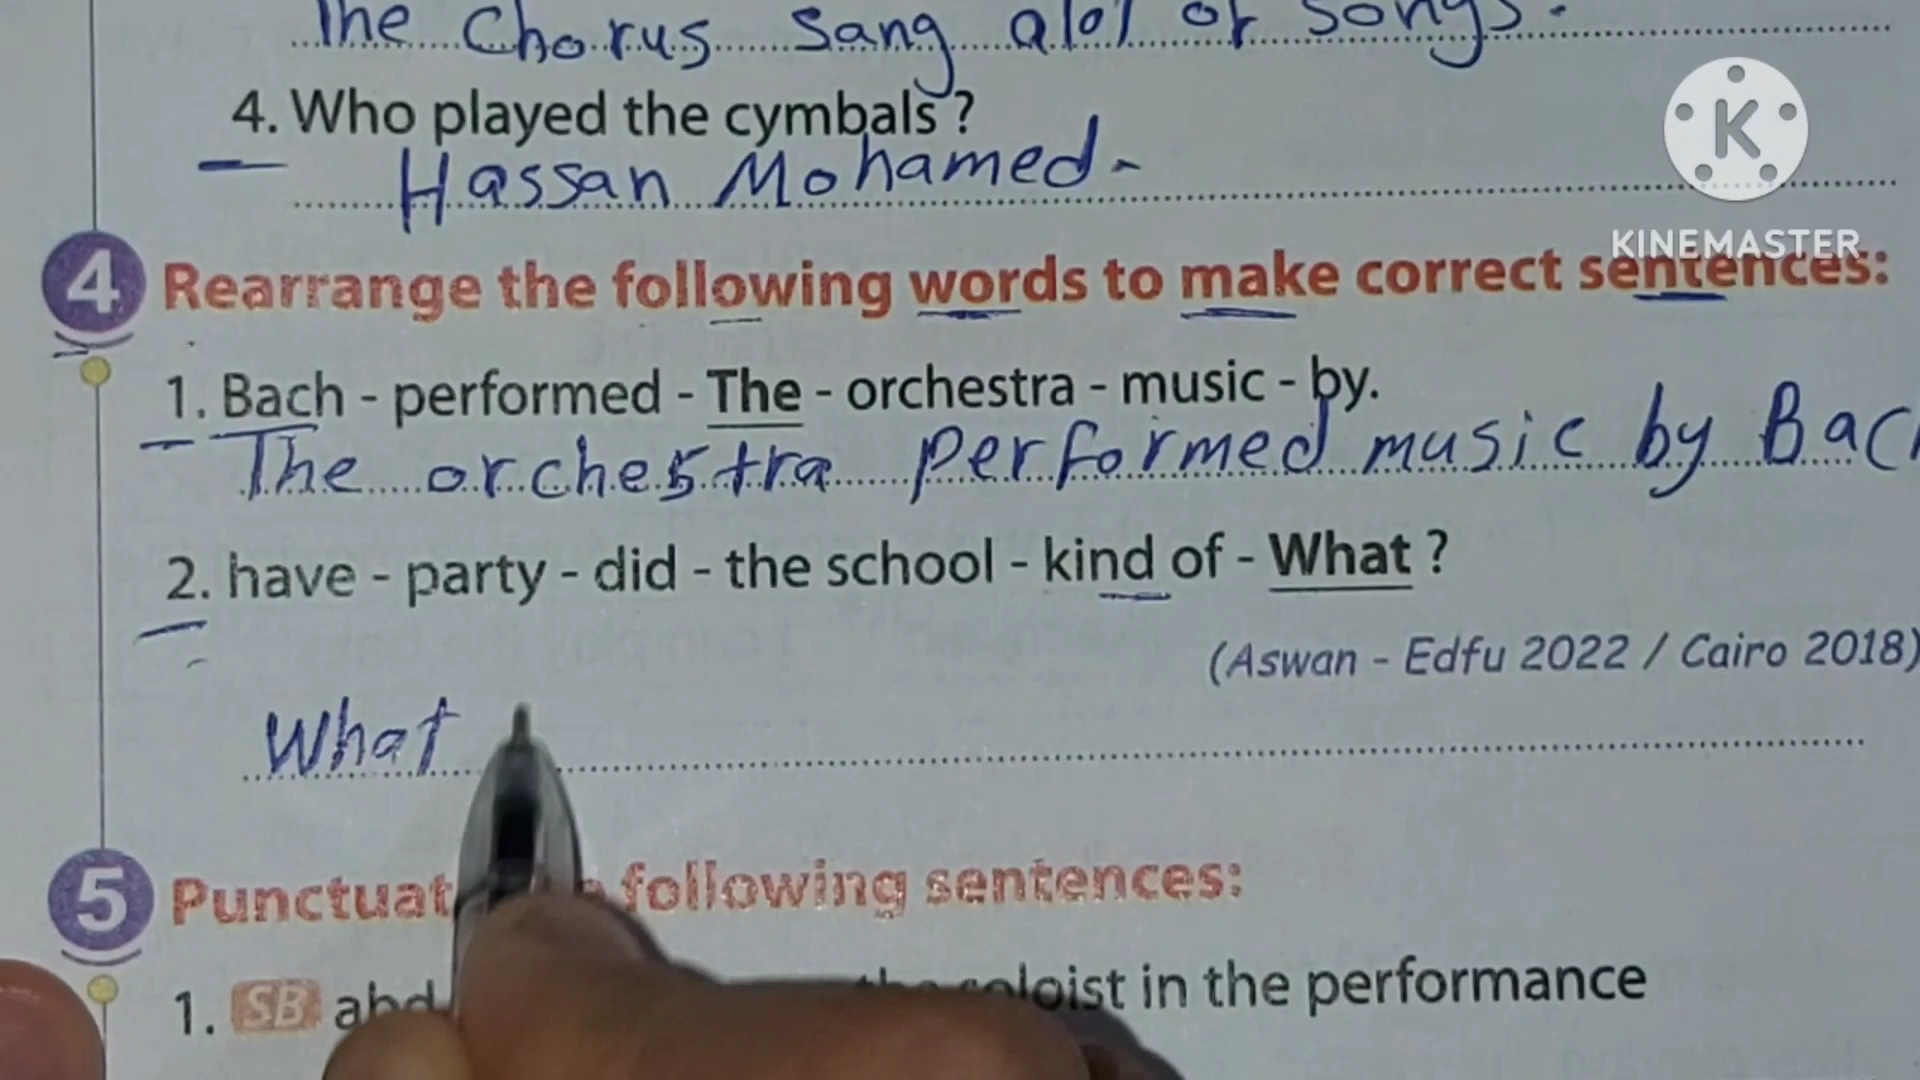 The Chorus sang alot of songs.
4. Who played the cymbals ?
Hassan Mohamed.
KINEMASTER
4 Rearrange the following words to make correct sentences:
1. Bach - performed - The - orchestra - music - by.
The orchestra performed music by Bach
2. have - party - did - the school - kind of - What ?
(Aswan - Edfu 2022 / Cairo 2018)
What
5 Punctuate following sentences:
1. SB abd soloist in the performance